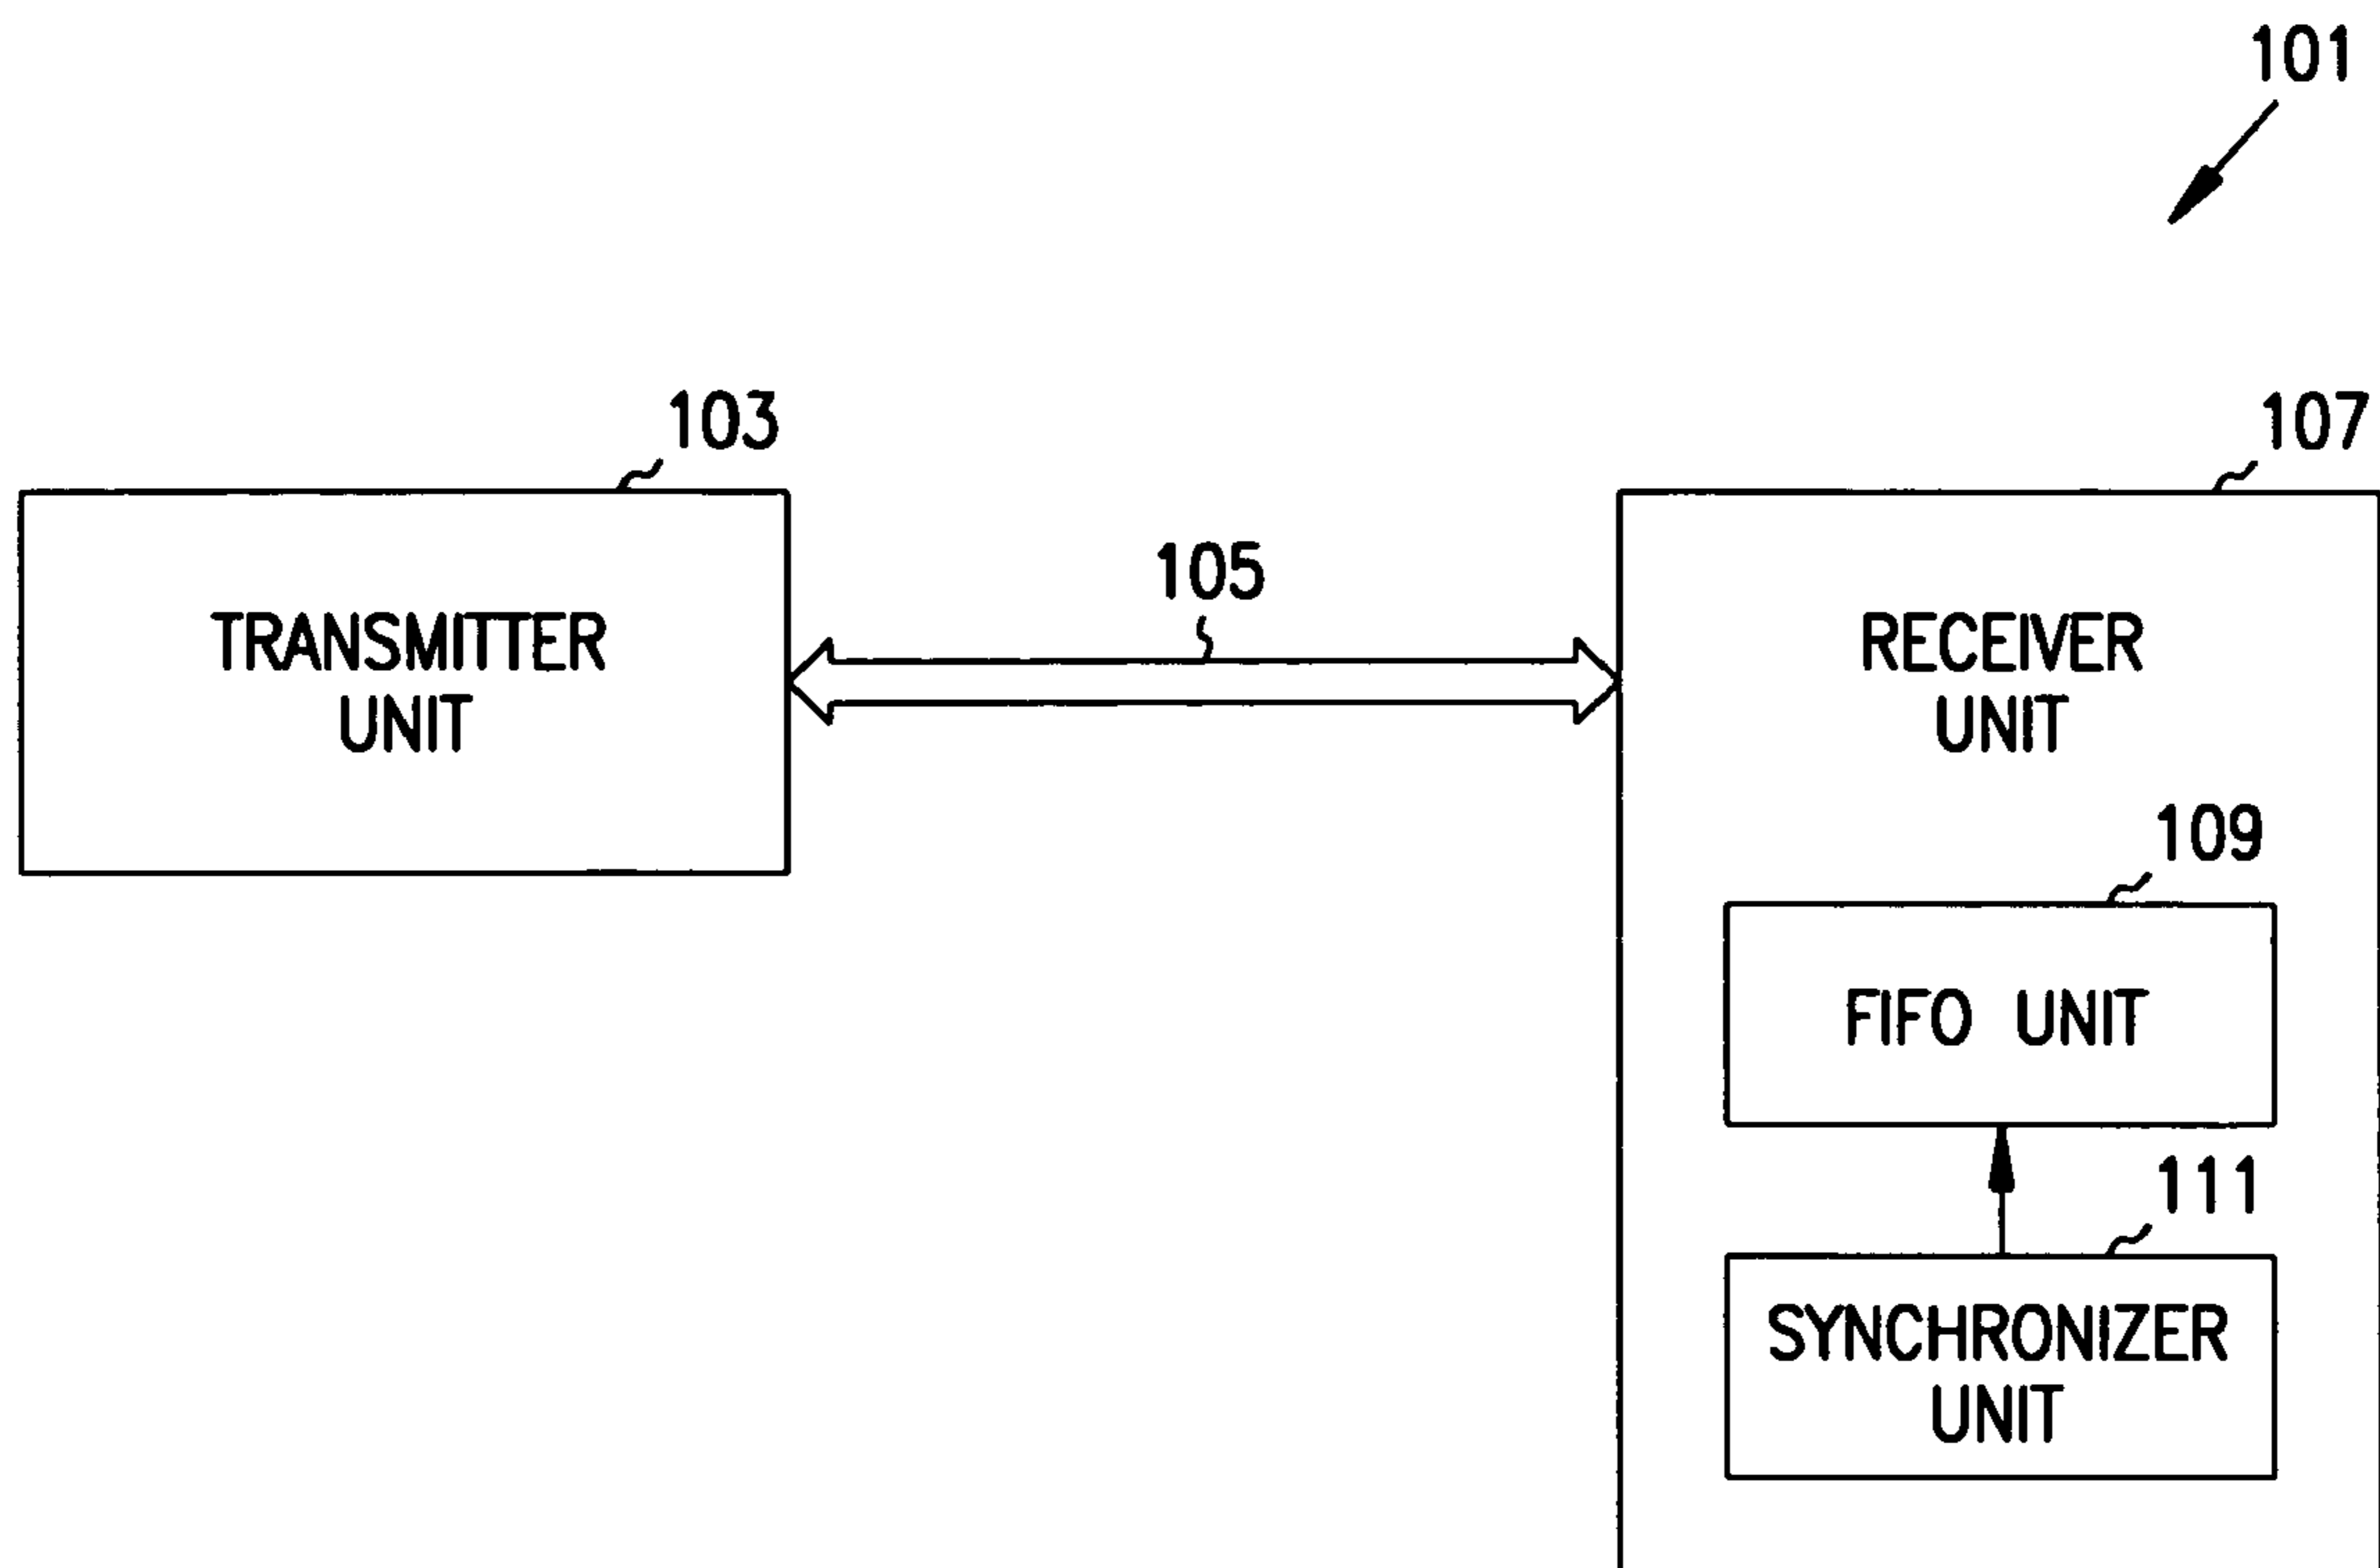 101
103
107
105
TRANSMITTER
UNIT
RECEIVER
UNIT
109
FIFO UNIT
111
SYNCHRONIZER
UNIT